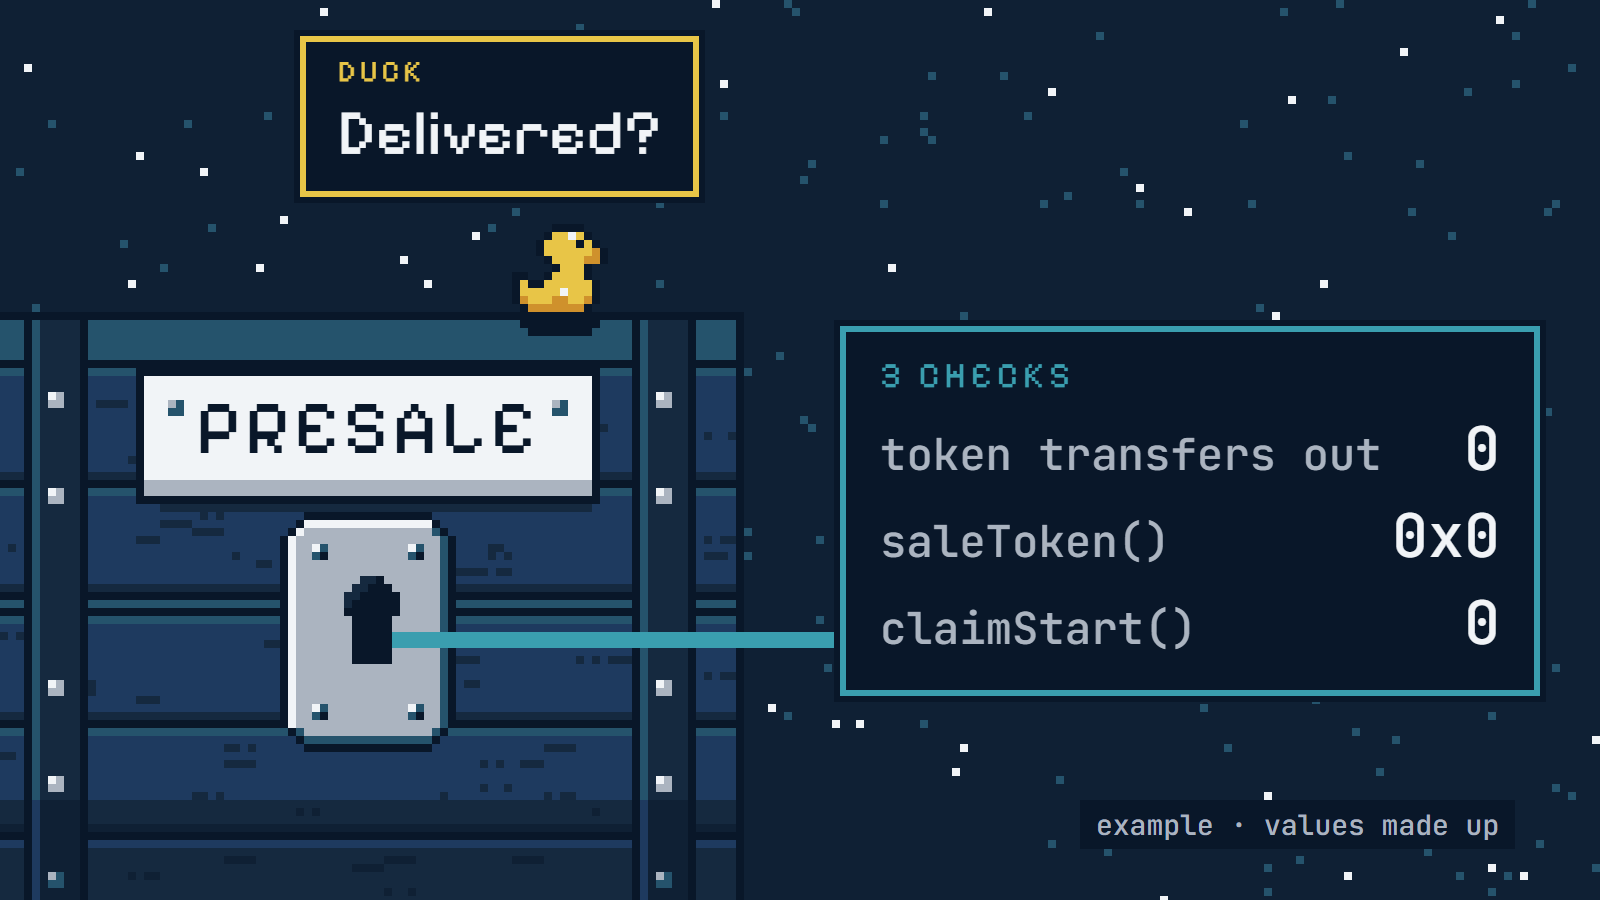 DUCK
Delivered?
PRESALE
3 CHECKS
token transfers out 0
saleToken() 0x0
claimStart() 0
example · values made up